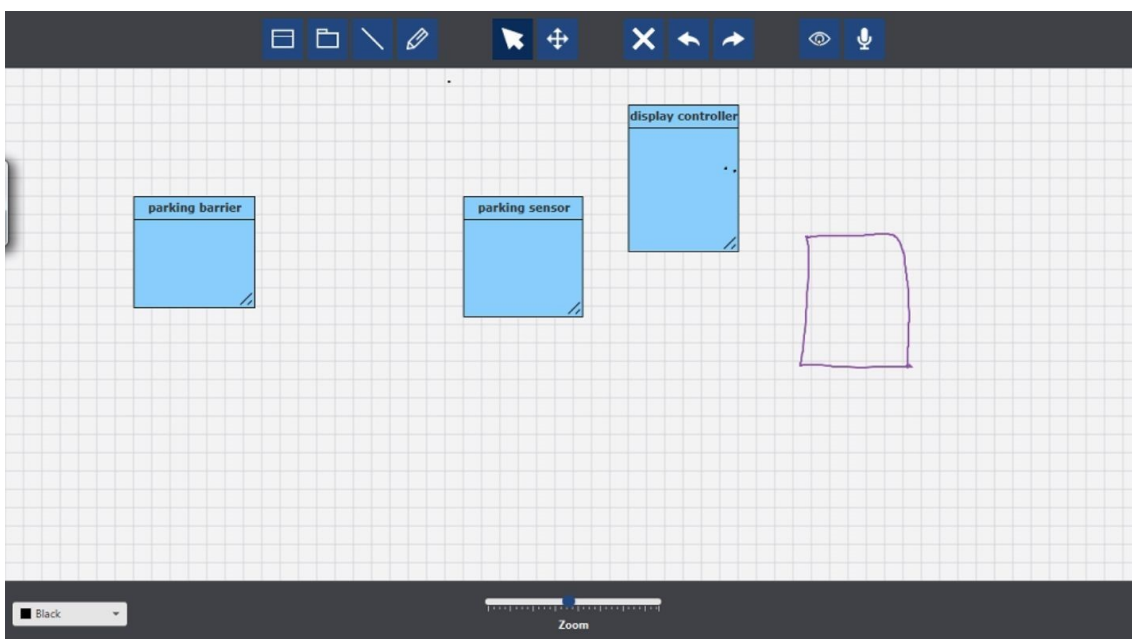 display controller
parking barrier
parking sensor
Black
Zoom